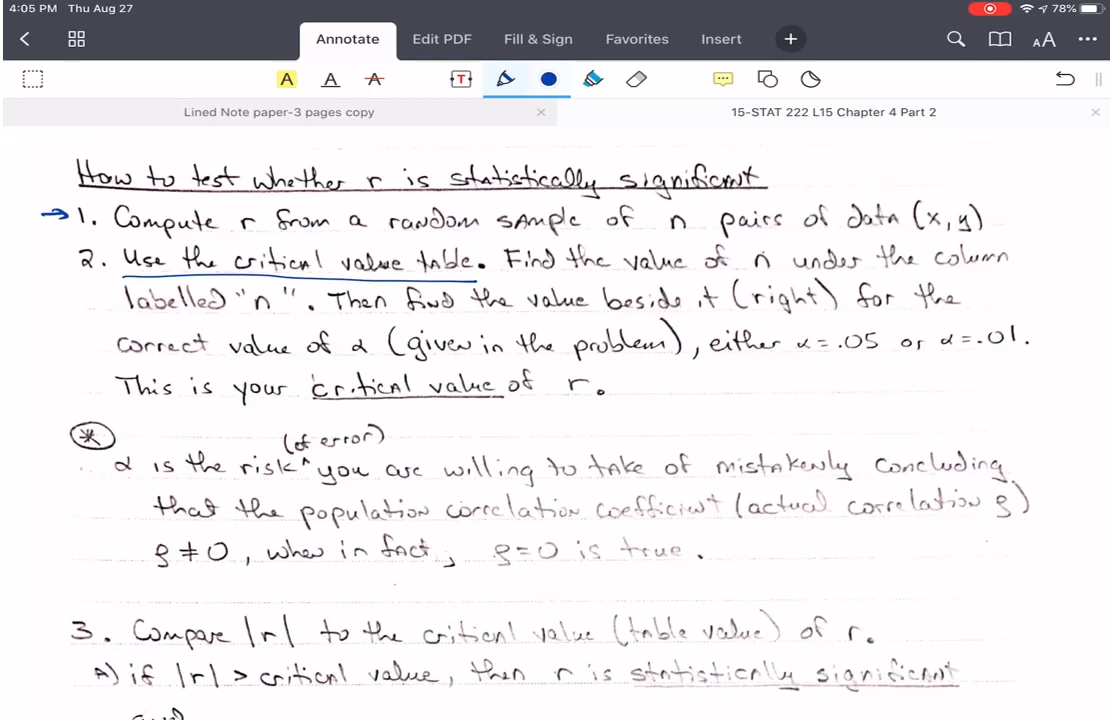 4:05 PM Thu Aug 27
78%
Annotate Edit PDF Fill & Sign Favorites Insert +
AA
A A A T
Lined Note paper-3 pages copy × 15-STAT 222 L15 Chapter 4 Part 2 ×
How to test whether r is statistically significant
→ 1. Compute r from a random sample of n pairs of data (x, y)
2. Use the critical value table. Find the value of n under the column
labelled "n". Then find the value beside it (right) for the
correct value of α (given in the problem), either α = .05 or α = .01.
This is your critical value of r.
(of error)
* α is the risk ^ you are willing to take of mistakenly concluding
that the population correlation coefficient (actual correlation ρ)
ρ ≠ 0, when in fact, ρ = 0 is true.
3. Compare |r| to the critical value (table value) of r.
A) if |r| > critical value, then r is statistically significant
and